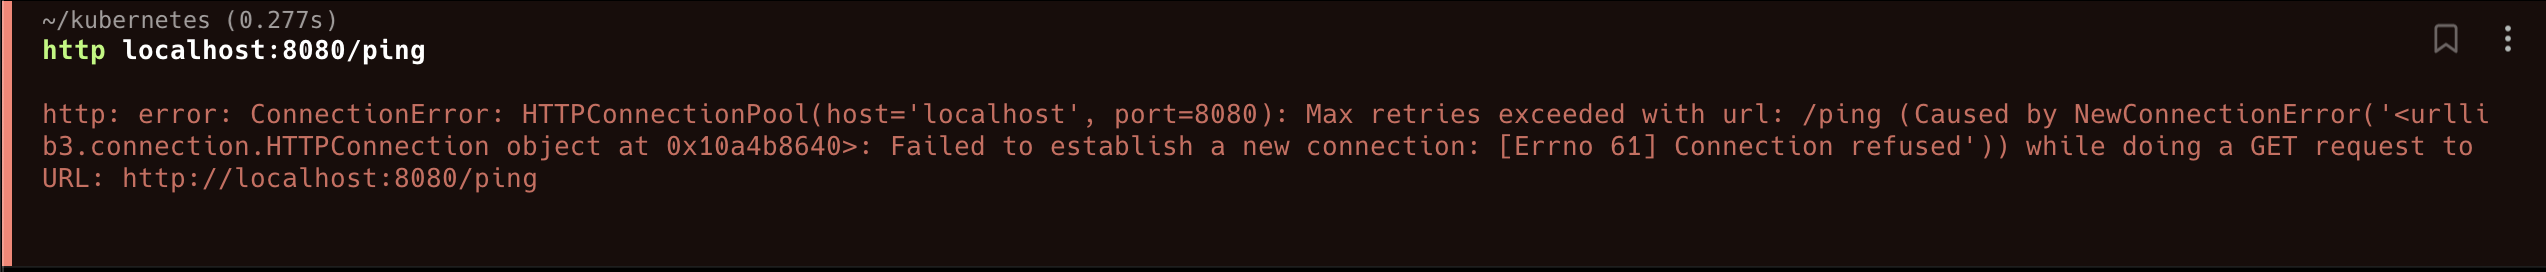 ~/kubernetes (0.277s)
http localhost:8080/ping
http: error: ConnectionError: HTTPConnectionPool(host='localhost', port=8080): Max retries exceeded with url: /ping (Caused by NewConnectionError('<urlli
b3.connection.HTTPConnection object at 0x10a4b8640>: Failed to establish a new connection: [Errno 61] Connection refused')) while doing a GET request to
URL: http://localhost:8080/ping